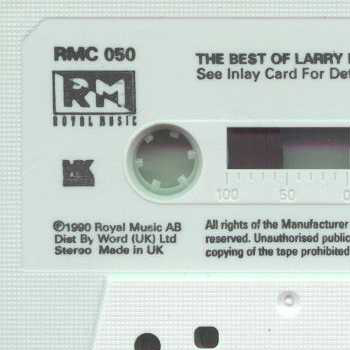 RMC 050
THE BEST OF LARRY
See Inlay Card For
RM
ROYAL MUSIC
100 50 0
℗1990 Royal Music AB
Dist By Word (UK) Ltd
Stereo Made in UK
All rights of the Manufacturer
reserved. Unauthorised
copying of the tape prohibited